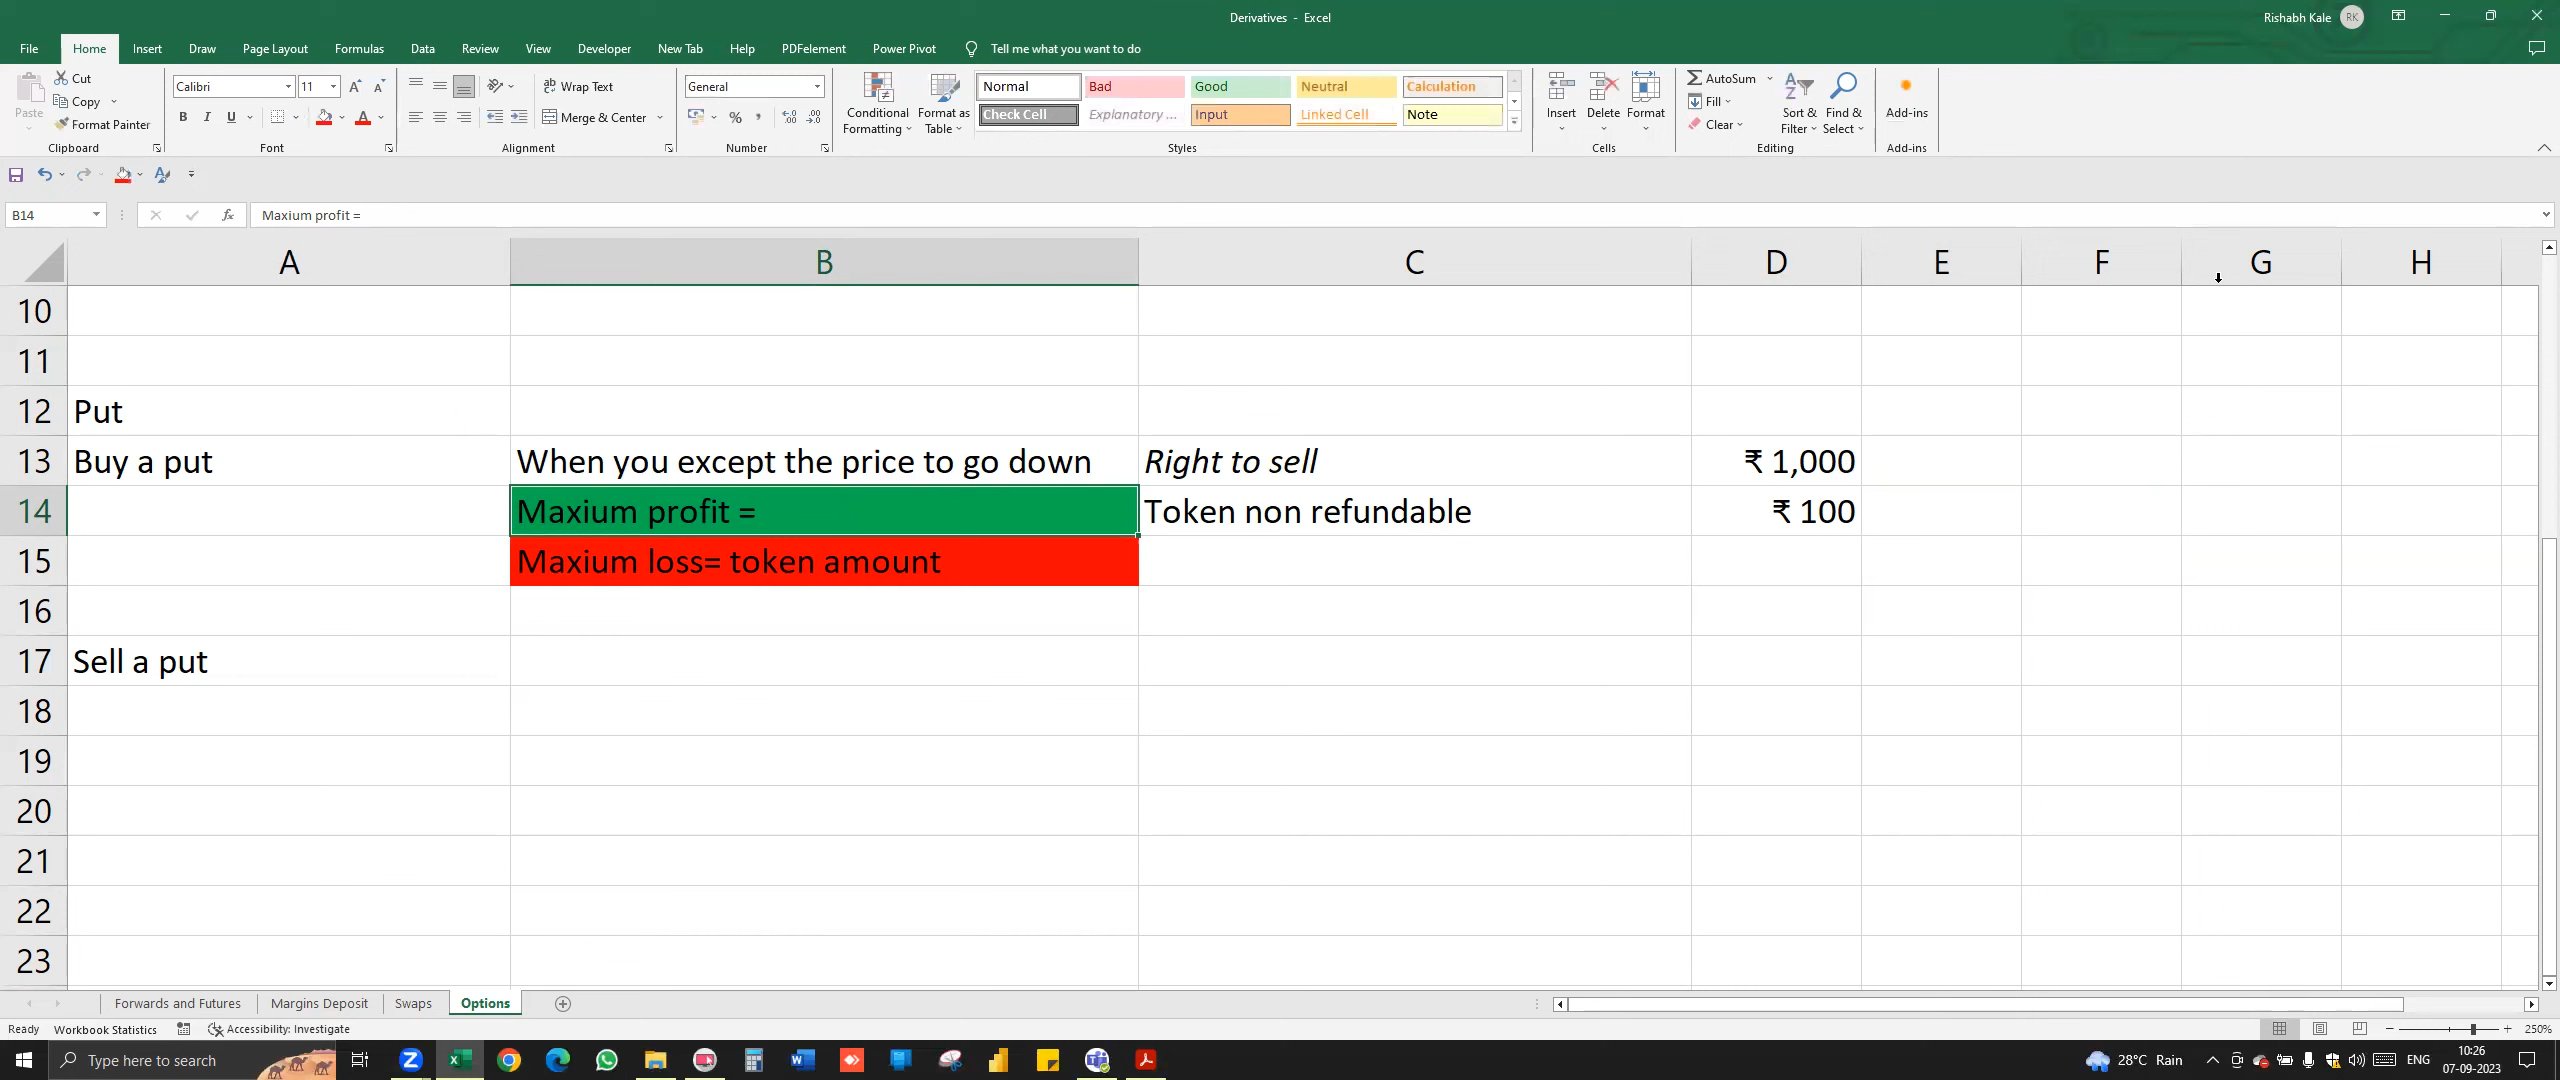 Derivatives - Excel
Rishabh Kale
RK
File Home Insert Draw Page Layout Formulas Data Review View Developer New Tab Help PDFelement Power Pivot Tell me what you want to do
Paste
Cut
Copy
Format Painter
Clipboard
Calibri
11
B I U
Font
ab Wrap Text
Merge & Center
Alignment
General
%
Number
Conditional Formatting
Format as Table
Normal Bad Good Neutral Calculation
Check Cell Explanatory ... Input Linked Cell Note
Styles
Insert Delete Format
Cells
AutoSum
Fill
Clear
Sort & Filter
Find & Select
Editing
Add-ins
Add-ins
B14
fx
Maxium profit =
A B C D E F G H
10
11
12 Put
13 Buy a put When you except the price to go down Right to sell ₹ 1,000
14 Maxium profit = Token non refundable ₹ 100
15 Maxium loss= token amount
16
17 Sell a put
18
19
20
21
22
23
Forwards and Futures Margins Deposit Swaps Options
Ready Workbook Statistics Accessibility: Investigate
250%
Type here to search
28°C Rain
ENG
10:26
07-09-2023